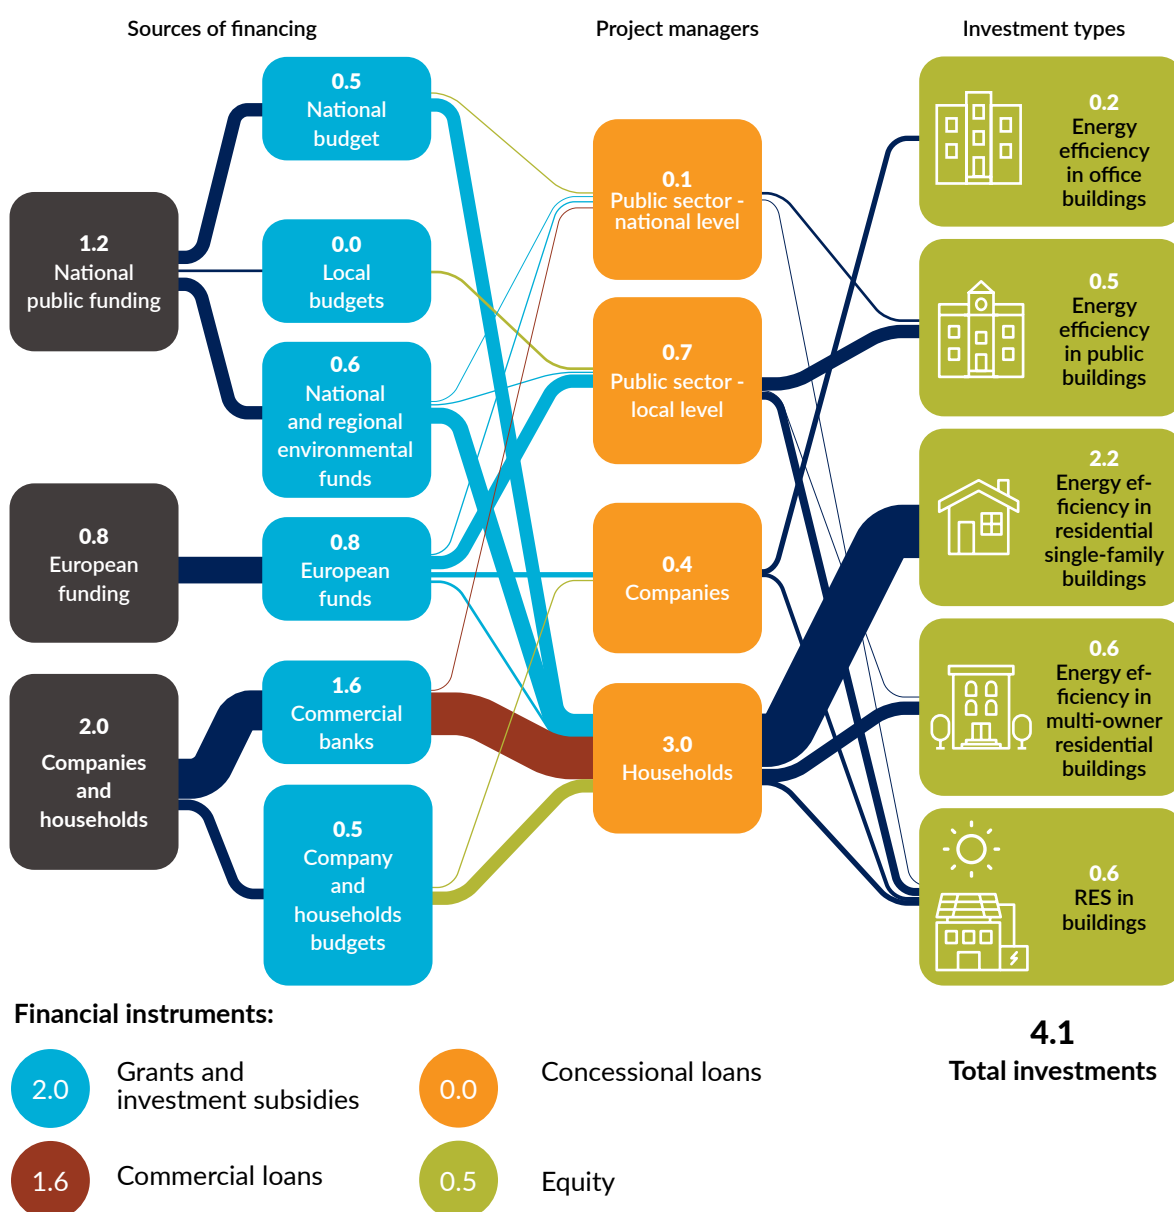 Sources of financing
Project managers
Investment types
1.2
National
public funding
0.8
European
funding
2.0
Companies
and
households
0.5
National
budget
0.0
Local
budgets
0.6
National
and regional
environmental
funds
0.8
European
funds
1.6
Commercial
banks
0.5
Company
and
households
budgets
0.1
Public sector -
national level
0.7
Public sector -
local level
0.4
Companies
3.0
Households
0.2
Energy
efficiency
in office
buildings
0.5
Energy
efficiency
in public
buildings
2.2
Energy ef-
ficiency in
residential
single-family
buildings
0.6
Energy ef-
ficiency in
multi-owner
residential
buildings
0.6
RES in
buildings
Financial instruments:
2.0
Grants and
investment subsidies
0.0
Concessional loans
1.6
Commercial loans
0.5
Equity
4.1
Total investments